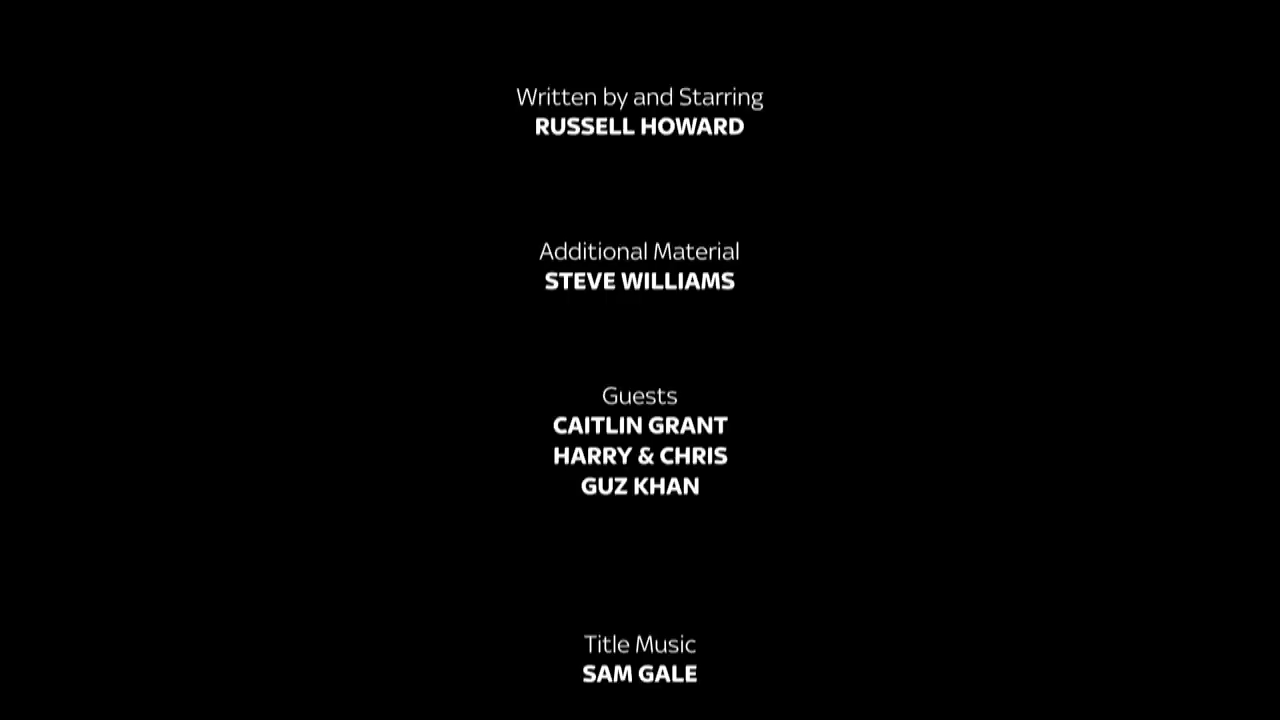 Written by and Starring
RUSSELL HOWARD
Additional Material
STEVE WILLIAMS
Guests
CAITLIN GRANT
HARRY & CHRIS
GUZ KHAN
Title Music
SAM GALE